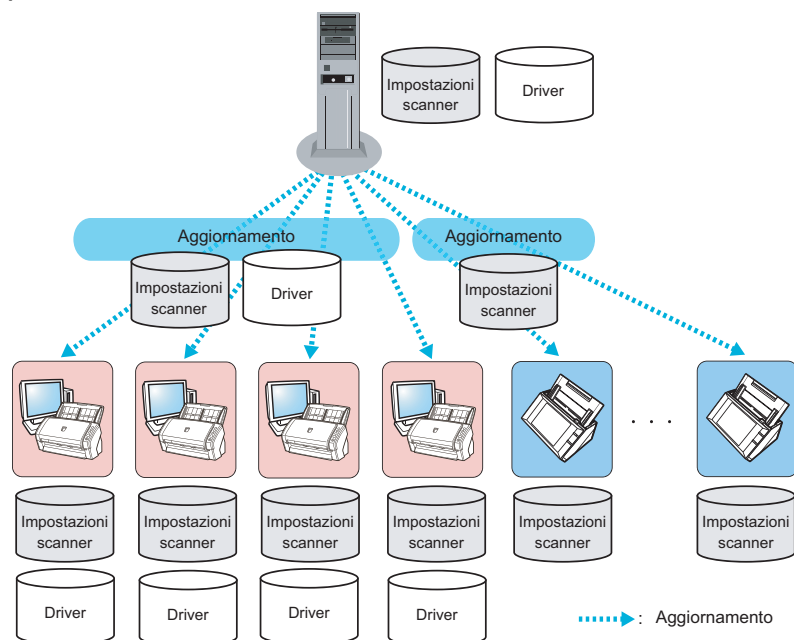 Impostazioni
scanner
Driver
Aggiornamento
Aggiornamento
Impostazioni
scanner
Driver
Impostazioni
scanner
. . .
Impostazioni
scanner
Impostazioni
scanner
Impostazioni
scanner
Impostazioni
scanner
Impostazioni
scanner
Impostazioni
scanner
Driver
Driver
Driver
Driver
: Aggiornamento